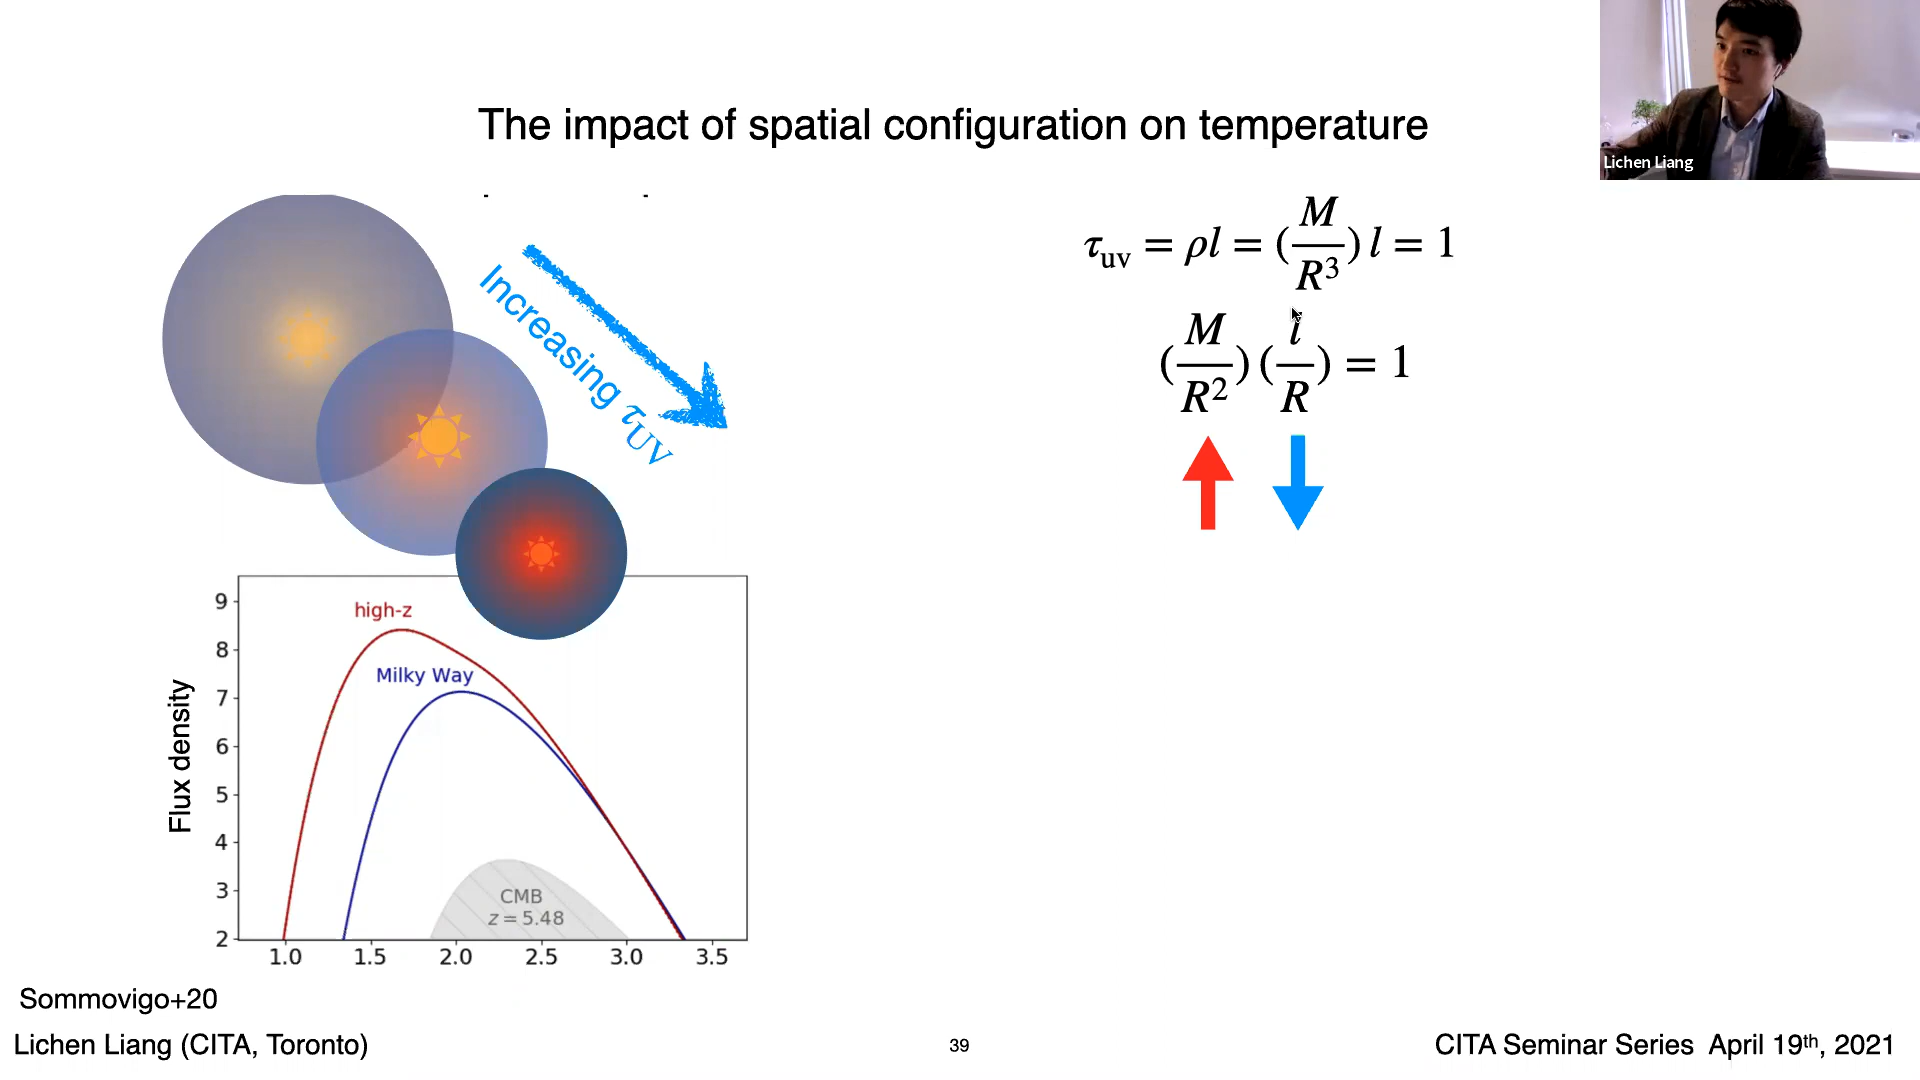 The impact of spatial configuration on temperature
Lichen Liang
Increasing τUV
τuv = ρl = (M/R³) l = 1
(M/R²) (l/R) = 1
high-z
Milky Way
CMB
z = 5.48
Flux density
9
8
7
6
5
4
3
2
1.0 1.5 2.0 2.5 3.0 3.5
Sommovigo+20
Lichen Liang (CITA, Toronto)
39
CITA Seminar Series April 19th, 2021